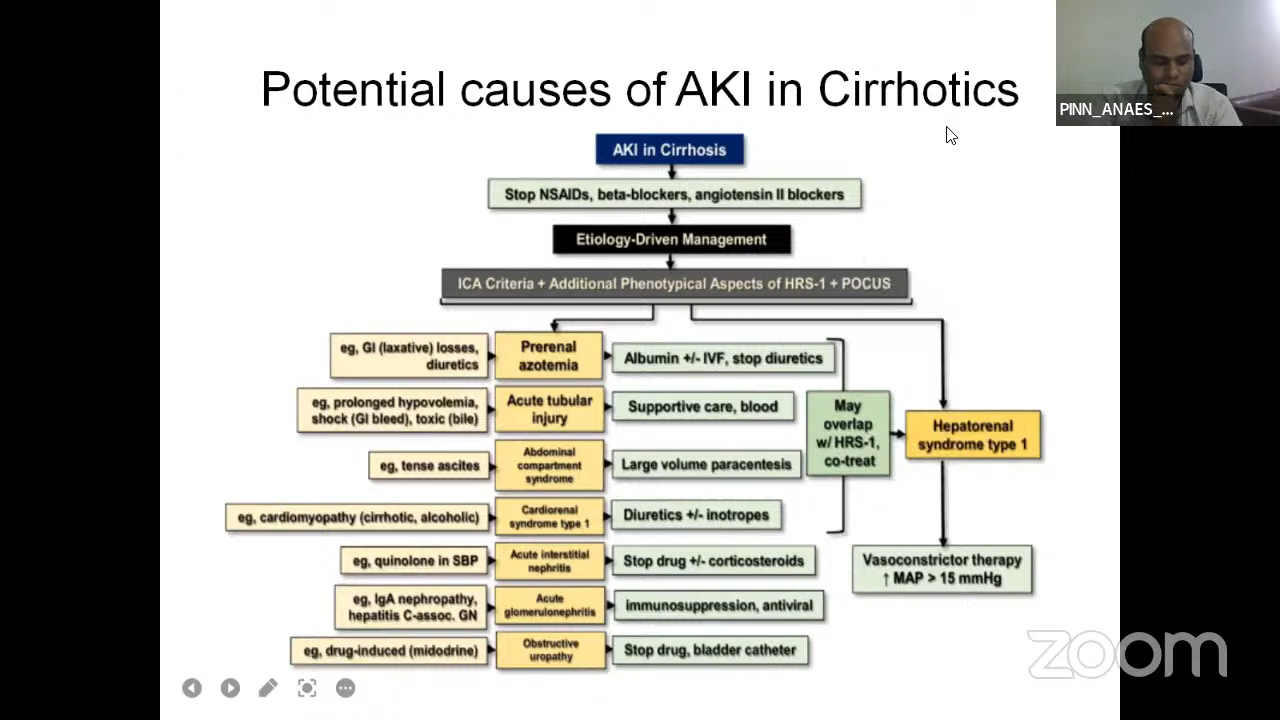 Potential causes of AKI in Cirrhotics
PINN_ANAES_...
AKI in Cirrhosis
Stop NSAIDs, beta-blockers, angiotensin II blockers
Etiology-Driven Management
ICA Criteria + Additional Phenotypical Aspects of HRS-1 + POCUS
eg, GI (laxative) losses,
diuretics
Prerenal
azotemia
Albumin +/- IVF, stop diuretics
eg, prolonged hypovolemia,
shock (GI bleed), toxic (bile)
Acute tubular
injury
Supportive care, blood
eg, tense ascites
Abdominal
compartment
syndrome
Large volume paracentesis
eg, cardiomyopathy (cirrhotic, alcoholic)
Cardiorenal
syndrome type 1
Diuretics +/- inotropes
eg, quinolone in SBP
Acute interstitial
nephritis
Stop drug +/- corticosteroids
eg, IgA nephropathy,
hepatitis C-assoc. GN
Acute
glomerulonephritis
immunosuppression, antiviral
eg, drug-induced (midodrine)
Obstructive
uropathy
Stop drug, bladder catheter
May
overlap
w/ HRS-1,
co-treat
Hepatorenal
syndrome type 1
Vasoconstrictor therapy
↑ MAP > 15 mmHg
zoom